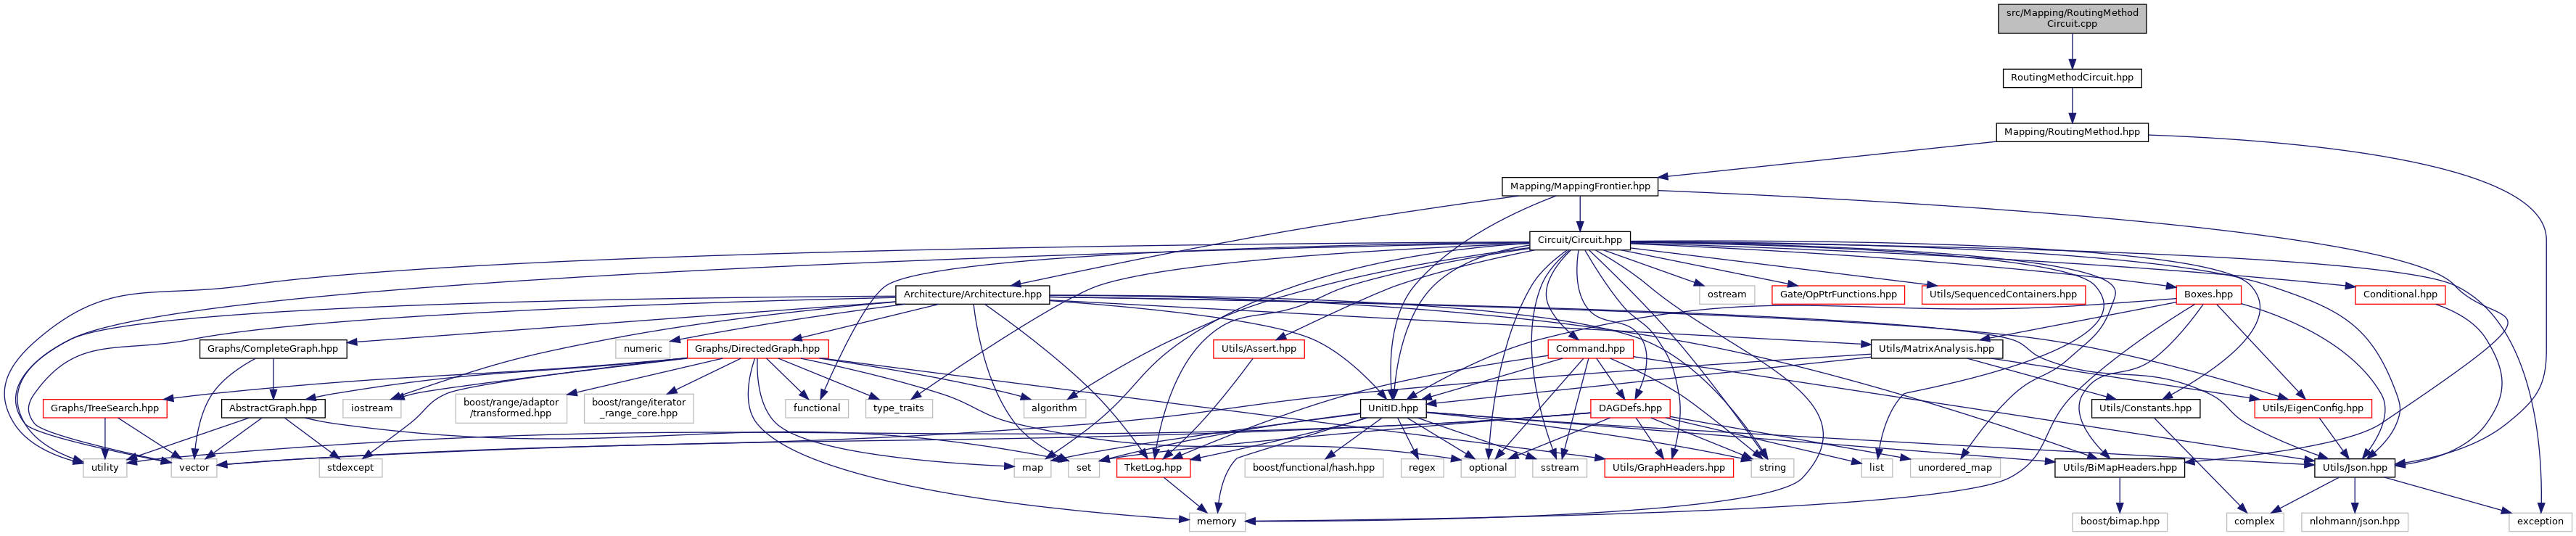 src/Mapping/RoutingMethod
Circuit.cpp
RoutingMethodCircuit.hpp
Mapping/RoutingMethod.hpp
Mapping/MappingFrontier.hpp
Circuit/Circuit.hpp
Architecture/Architecture.hpp
ostream
Gate/OpPtrFunctions.hpp
Utils/SequencedContainers.hpp
Boxes.hpp
Conditional.hpp
Graphs/CompleteGraph.hpp
numeric
Graphs/DirectedGraph.hpp
Utils/Assert.hpp
Command.hpp
Utils/MatrixAnalysis.hpp
Graphs/TreeSearch.hpp
AbstractGraph.hpp
iostream
boost/range/adaptor
/transformed.hpp
boost/range/iterator
_range_core.hpp
functional
type_traits
algorithm
UnitID.hpp
DAGDefs.hpp
Utils/Constants.hpp
Utils/EigenConfig.hpp
utility
vector
stdexcept
map
set
TketLog.hpp
boost/functional/hash.hpp
regex
optional
sstream
Utils/GraphHeaders.hpp
string
list
unordered_map
Utils/BiMapHeaders.hpp
Utils/Json.hpp
memory
boost/bimap.hpp
complex
nlohmann/json.hpp
exception